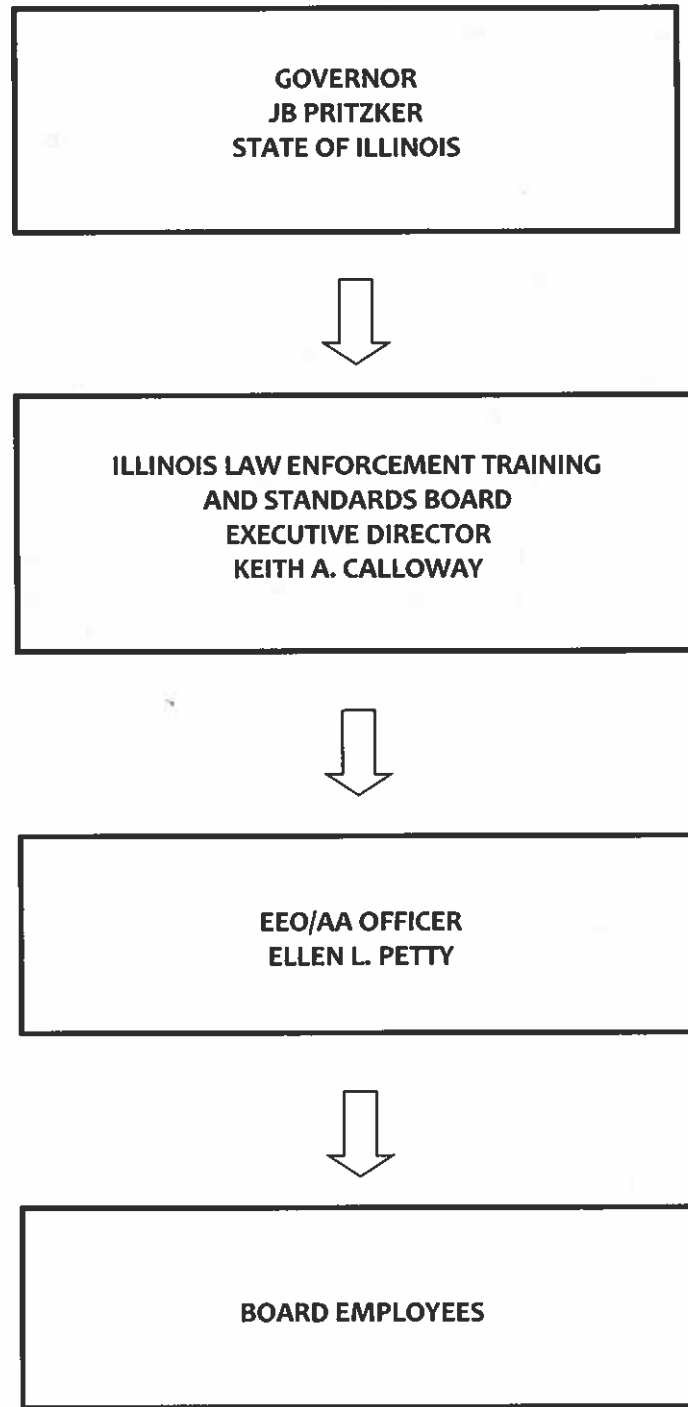 GOVERNOR
JB PRITZKER
STATE OF ILLINOIS
ILLINOIS LAW ENFORCEMENT TRAINING
AND STANDARDS BOARD
EXECUTIVE DIRECTOR
KEITH A. CALLOWAY
EEO/AA OFFICER
ELLEN L. PETTY
BOARD EMPLOYEES